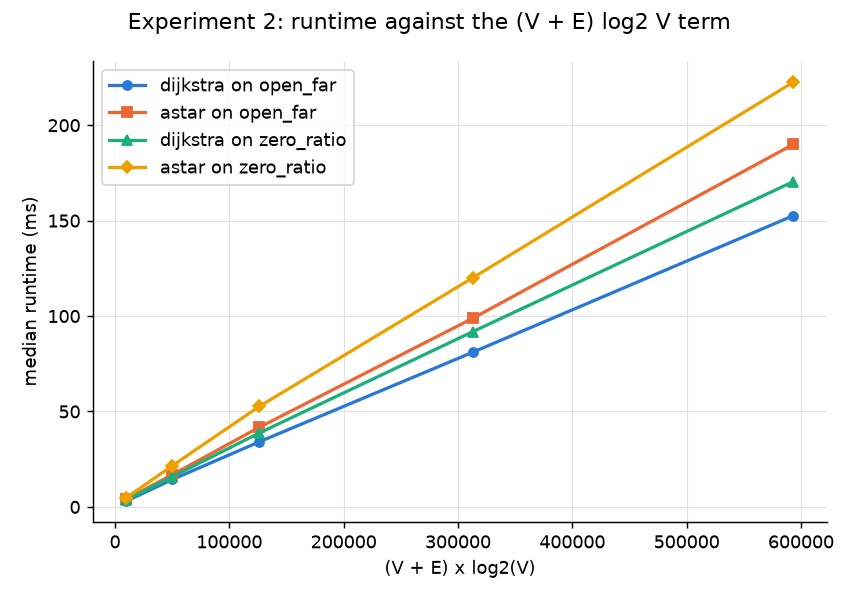 Experiment 2: runtime against the (V + E) log2 V term
dijkstra on open_far
astar on open_far
dijkstra on zero_ratio
astar on zero_ratio
median runtime (ms)
200
150
100
50
0
0 100000 200000 300000 400000 500000 600000
(V + E) x log2(V)